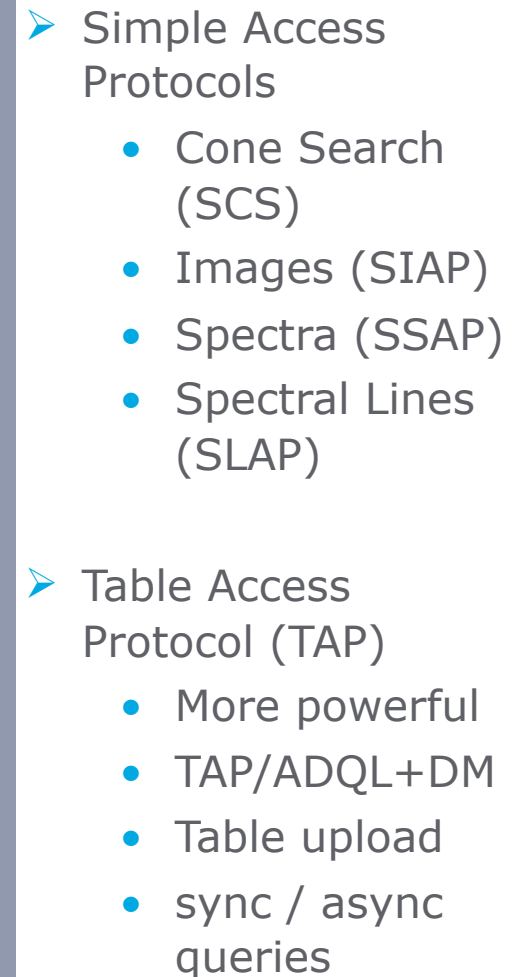 ➢ Simple Access
Protocols
• Cone Search
(SCS)
• Images (SIAP)
• Spectra (SSAP)
• Spectral Lines
(SLAP)
➢ Table Access
Protocol (TAP)
• More powerful
• TAP/ADQL+DM
• Table upload
• sync / async
queries